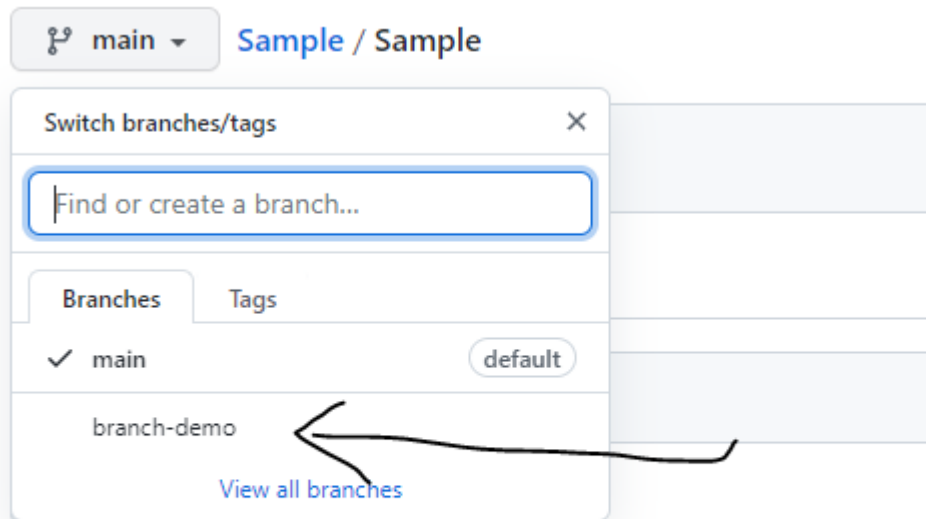 main Sample / Sample
Switch branches/tags
Find or create a branch...
Branches Tags
main default
branch-demo
View all branches